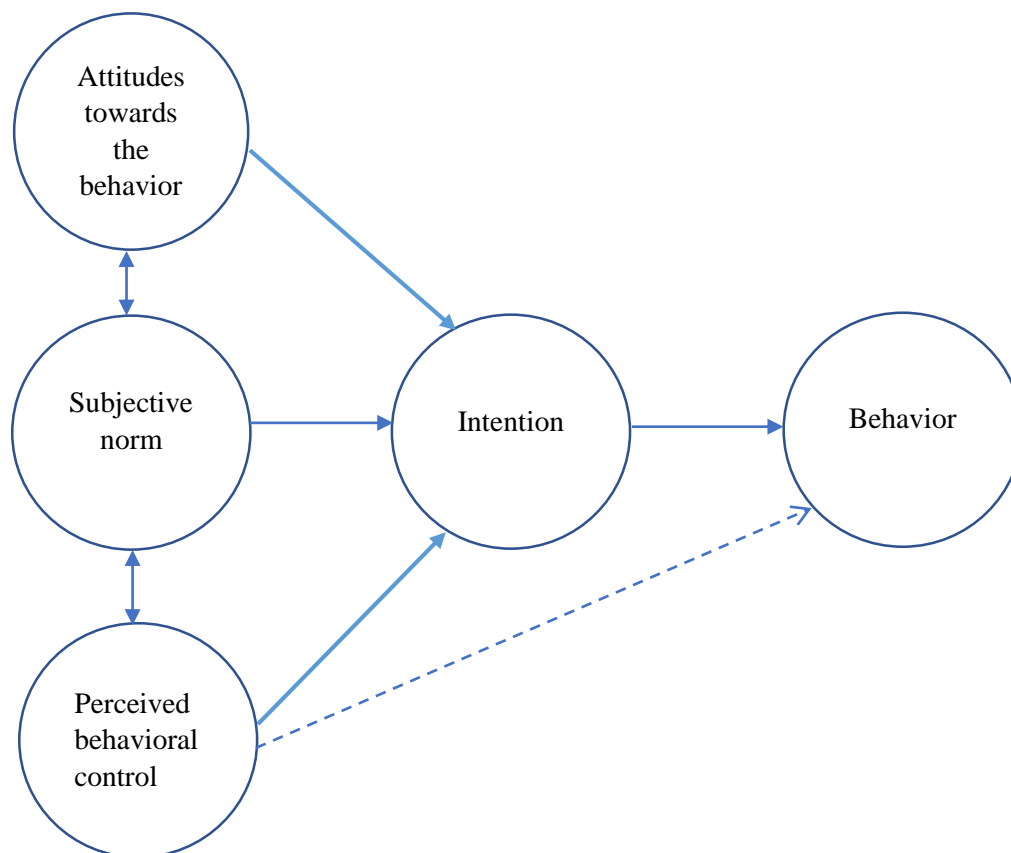 Attitudes
towards
the
behavior
Subjective
norm
Intention
Behavior
Perceived
behavioral
control